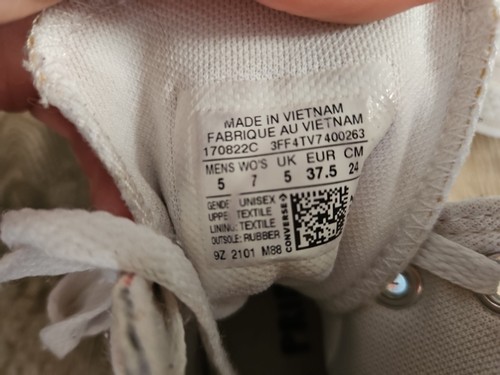 MADE IN VIETNAM
FABRIQUE AU VIETNAM
170822C 3FF4TV7400263
MENS WO'S UK EUR CM
5 7 5 37.5 24
GENDE UNISEX
UPPE TEXTILE
LINING: TEXTILE
OUTSOLE: RUBBER
9Z 2101 M88
CONVERSE